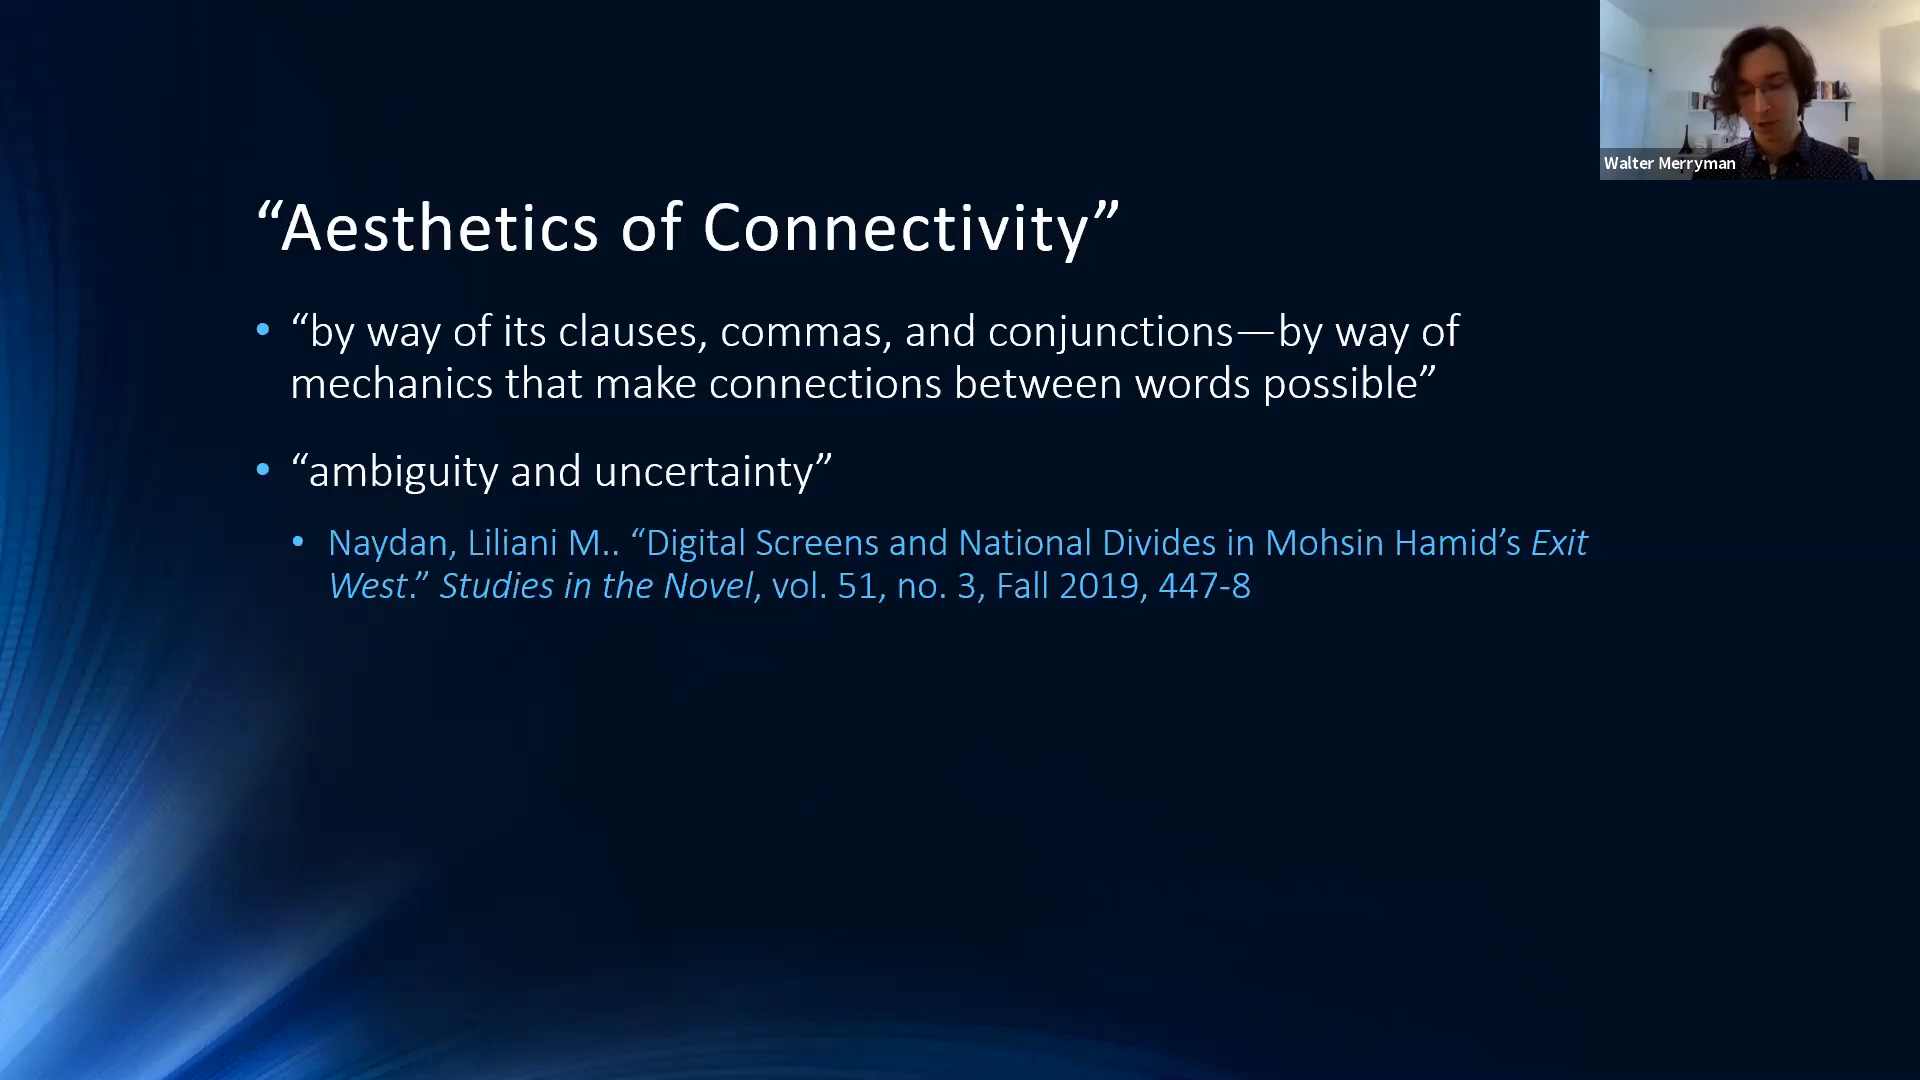 Walter Merryman
“Aesthetics of Connectivity”
• “by way of its clauses, commas, and conjunctions—by way of
mechanics that make connections between words possible”
• “ambiguity and uncertainty”
• Naydan, Liliani M.. “Digital Screens and National Divides in Mohsin Hamid’s Exit
West.” Studies in the Novel, vol. 51, no. 3, Fall 2019, 447-8